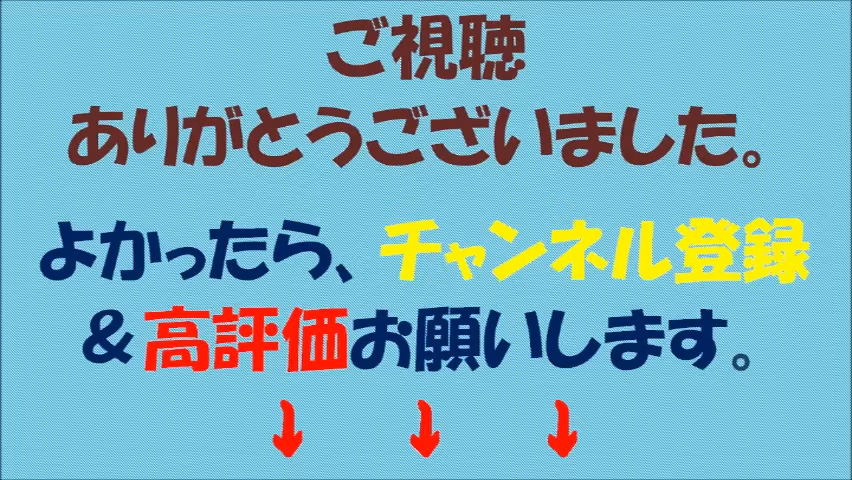 ご視聴
ありがとうございました。
よかったら、チャンネル登録
＆高評価お願いします。
↓ ↓ ↓